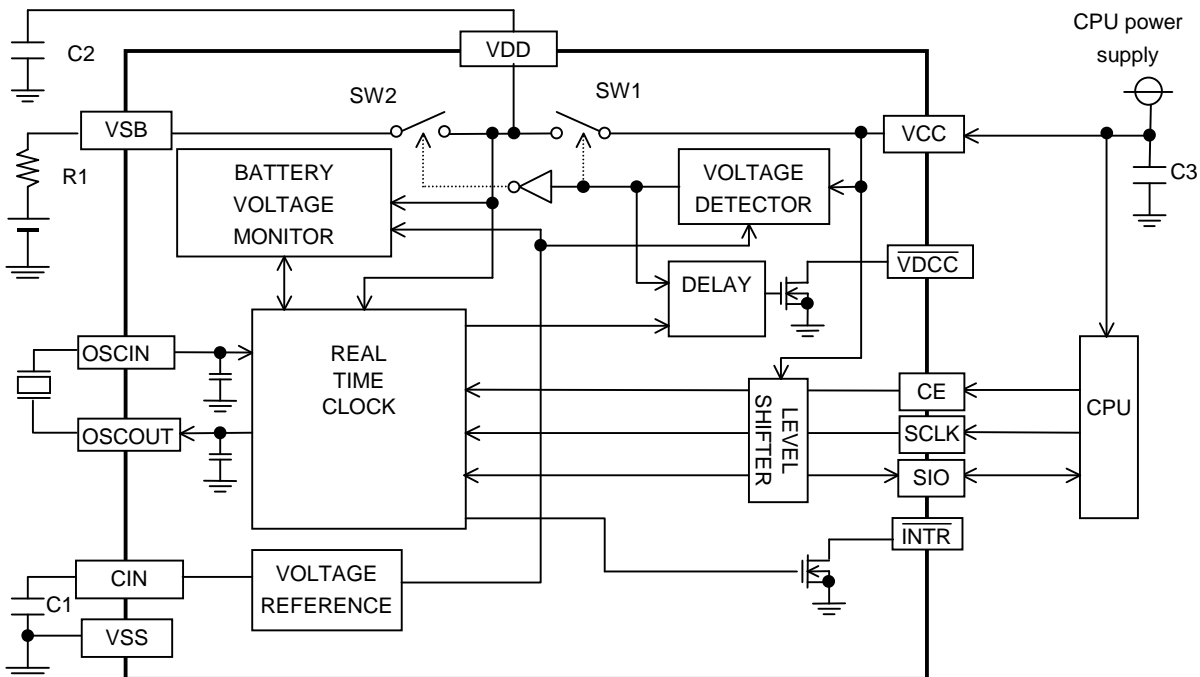 CPU power
supply
C2
VDD
SW2
SW1
VSB
VCC
R1
BATTERY
VOLTAGE
MONITOR
VOLTAGE
DETECTOR
C3
VDCC
DELAY
OSCIN
REAL
TIME
CLOCK
LEVEL
SHIFTER
CE
CPU
OSCOUT
SCLK
SIO
INTR
CIN
VOLTAGE
REFERENCE
C1
VSS